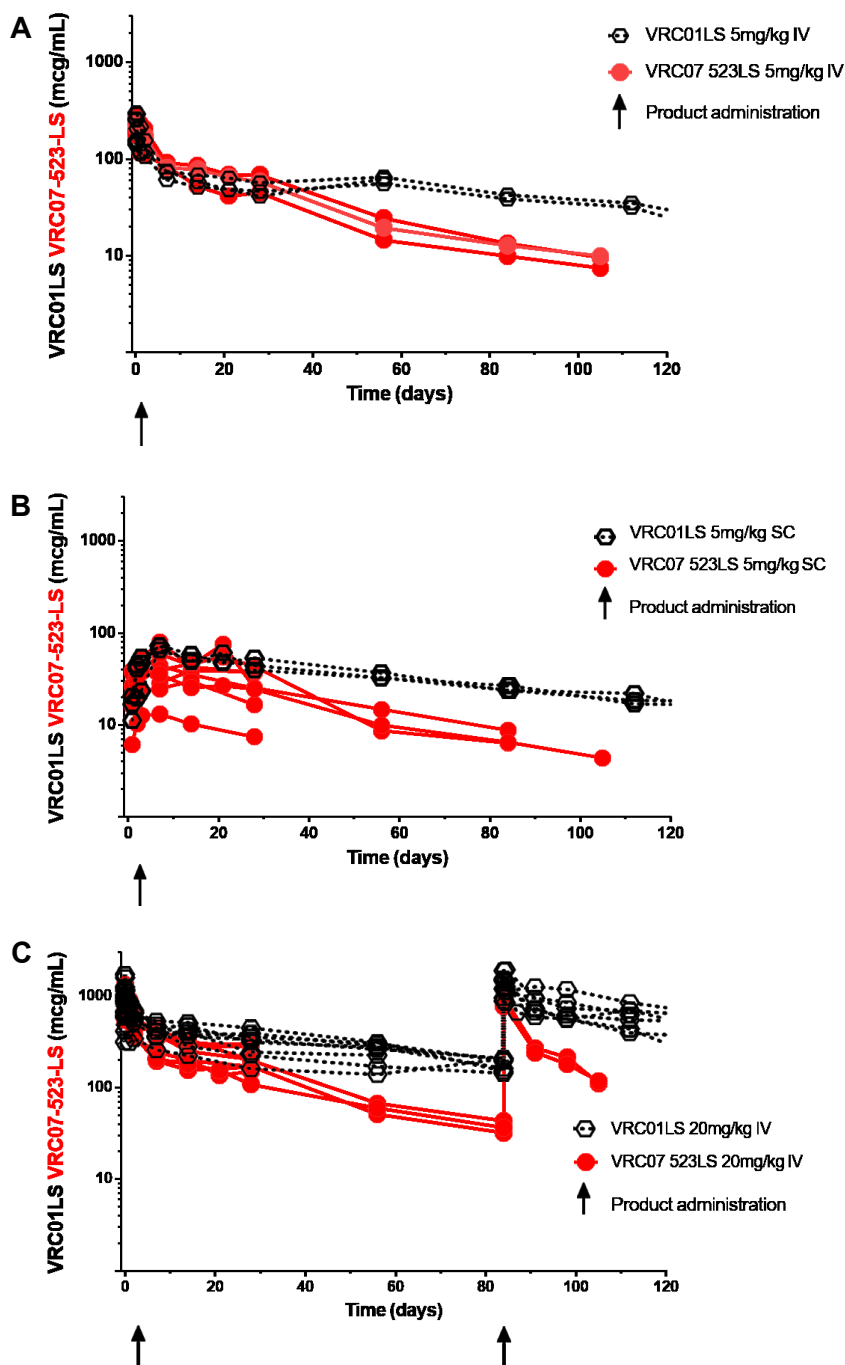 A
VRC01LS VRC07-523-LS (mcg/mL)
1000
100
10
0
20
40
60
80
100
120
Time (days)
VRC01LS 5mg/kg IV
VRC07 523LS 5mg/kg IV
Product administration
B
VRC01LS VRC07-523-LS (mcg/mL)
1000
100
10
0
20
40
60
80
100
120
Time (days)
VRC01LS 5mg/kg SC
VRC07 523LS 5mg/kg SC
Product administration
C
VRC01LS VRC07-523-LS (mcg/mL)
1000
100
10
0
20
40
60
80
100
120
Time (days)
VRC01LS 20mg/kg IV
VRC07 523LS 20mg/kg IV
Product administration